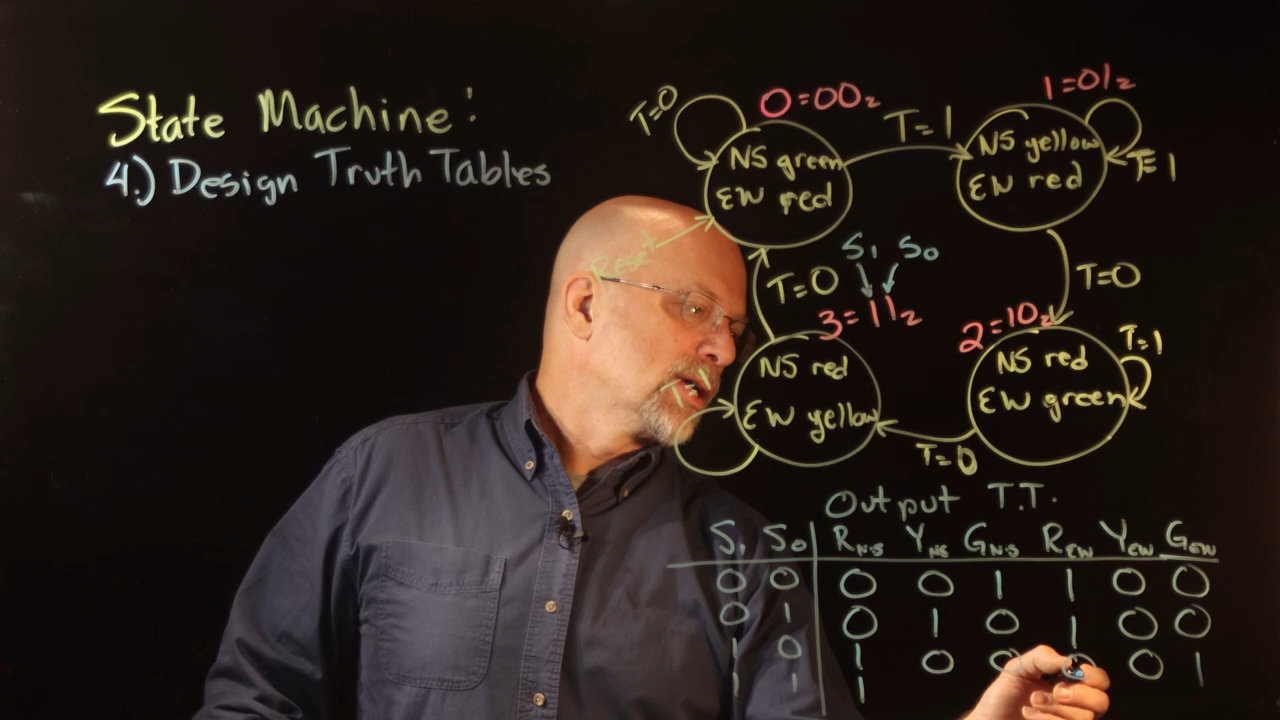 State Machine:
4.) Design Truth Tables
T=0
0=00₂
T=1
1=01₂
T=1
NS green
EW red
NS yellow
EW red
Reset
T=0
S₁ S₀
T=0
3=11₂
2=10₂
T=1
NS red
EW yellow
NS red
EW green
T=0
Output T.T.
S₁ S₀ R_NS Y_NS G_NS R_EW Y_EW G_EW
0 0 0 0 1 1 0 0
0 1 0 1 0 1 0 0
1 0 1 0 0 0 0 1
1 1 1